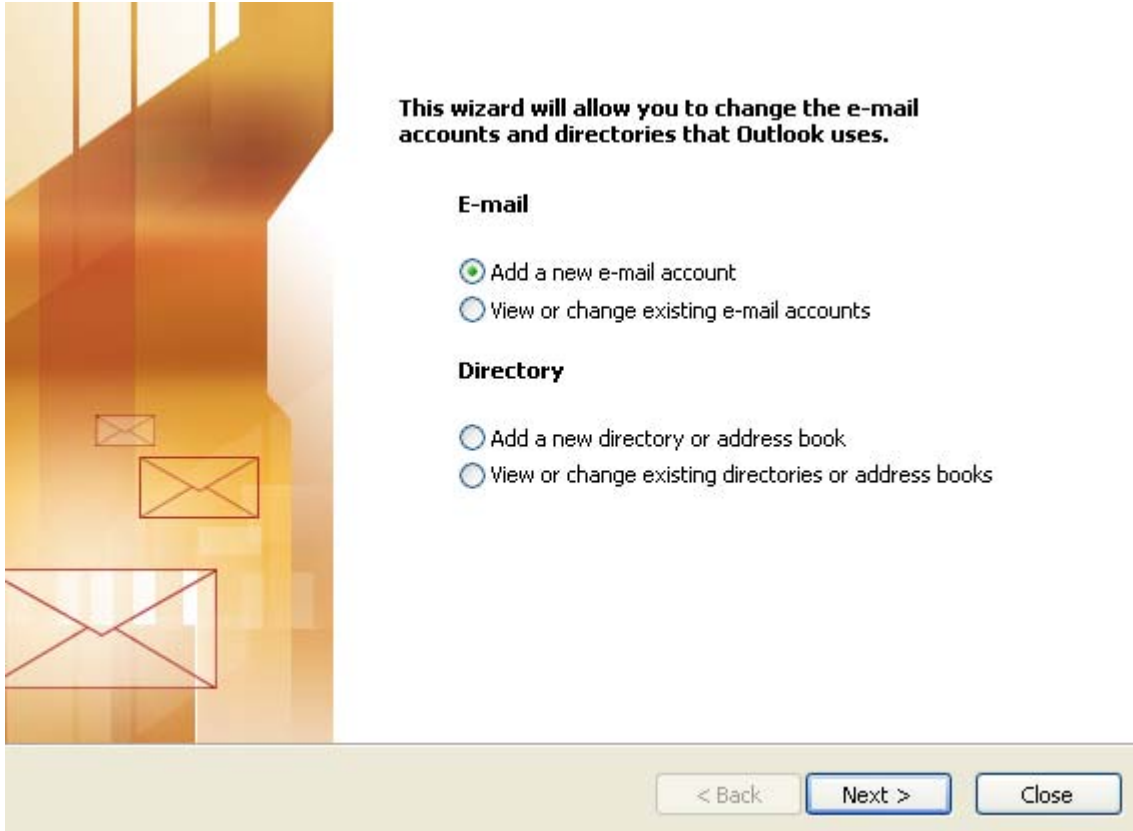 This wizard will allow you to change the e-mail
accounts and directories that Outlook uses.
E-mail
Add a new e-mail account
View or change existing e-mail accounts
Directory
Add a new directory or address book
View or change existing directories or address books
< Back
Next >
Close